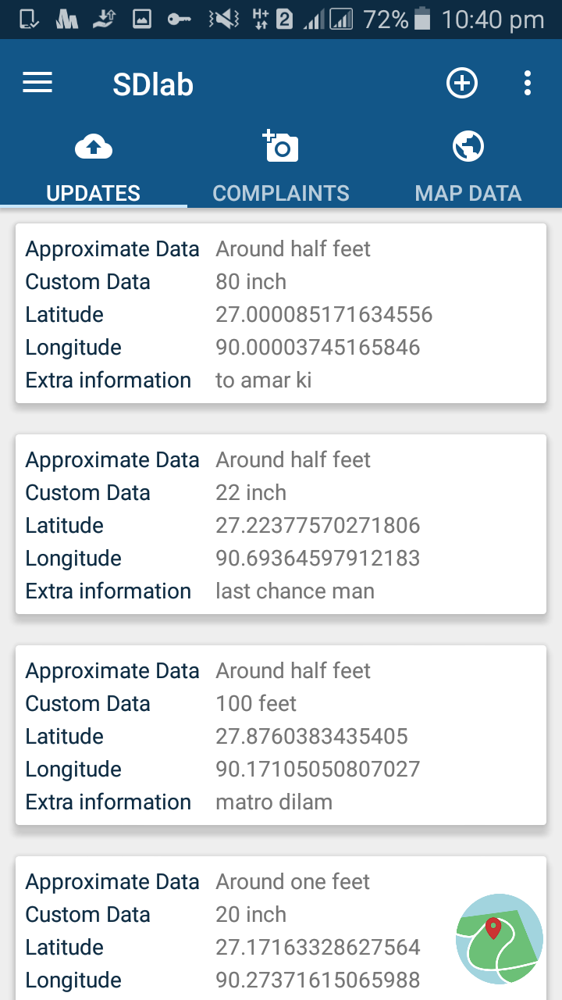 H+ 2 72% 10:40 pm
SDlab
UPDATES COMPLAINTS MAP DATA
Approximate Data Around half feet
Custom Data 80 inch
Latitude 27.000085171634556
Longitude 90.00003745165846
Extra information to amar ki
Approximate Data Around half feet
Custom Data 22 inch
Latitude 27.22377570271806
Longitude 90.69364597912183
Extra information last chance man
Approximate Data Around half feet
Custom Data 100 feet
Latitude 27.8760383435405
Longitude 90.17105050807027
Extra information matro dilam
Approximate Data Around one feet
Custom Data 20 inch
Latitude 27.17163328627564
Longitude 90.27371615065988